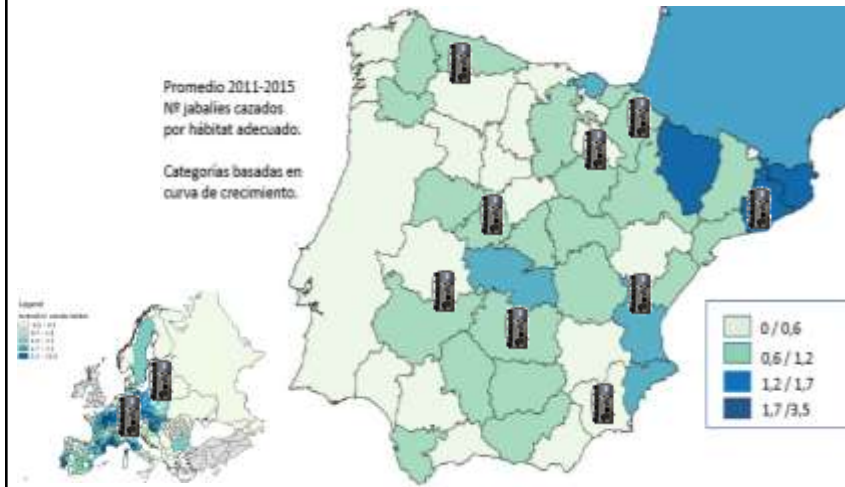 Promedio 2011-2015
Nº jabalíes cazados
por hábitat adecuado.
Categorías basadas en
curva de crecimiento.
Legend
0 / 0,6
0,6 / 1,2
1,2 / 1,7
1,7 /3,5